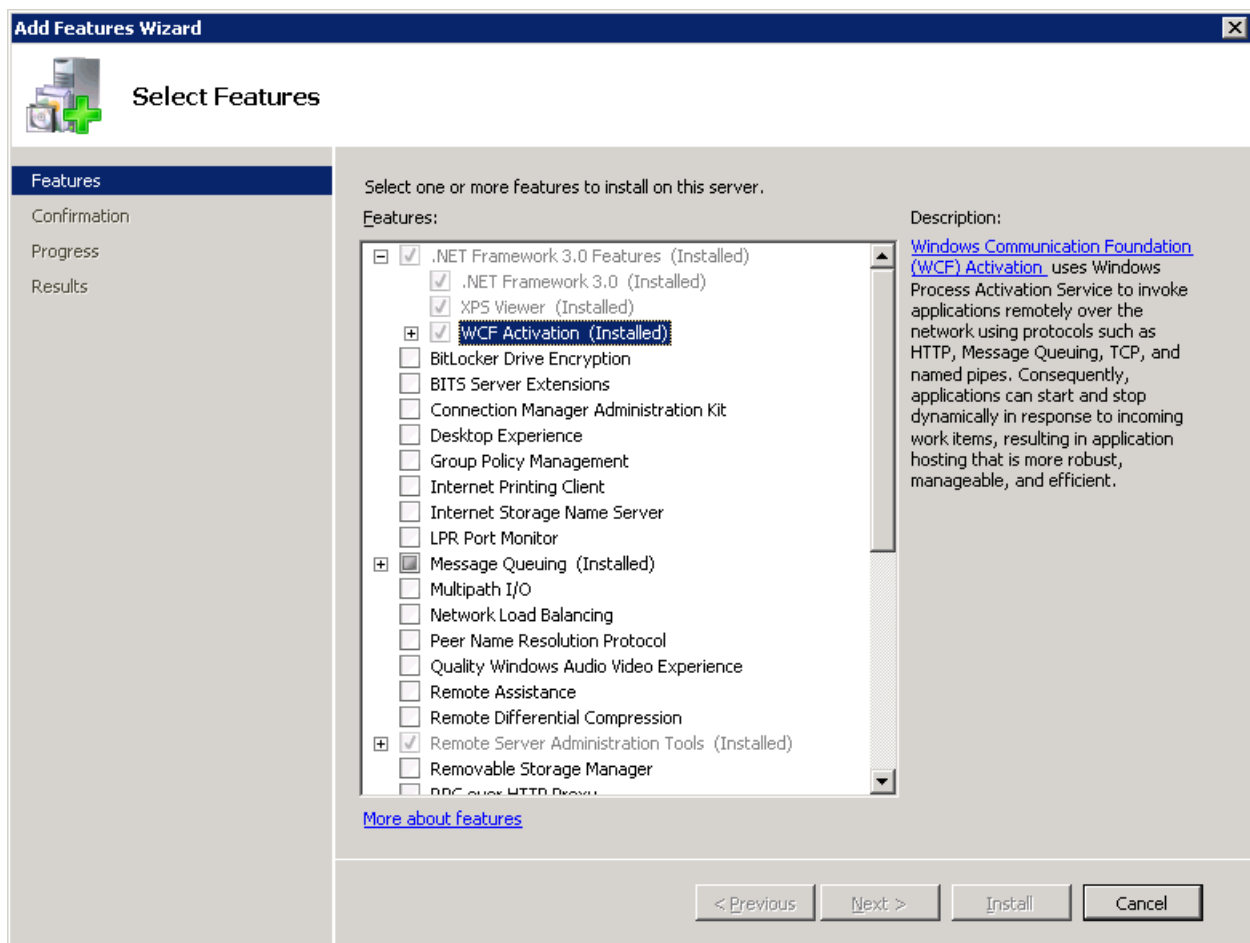 Add Features Wizard
Select Features
Features
Confirmation
Progress
Results
Select one or more features to install on this server.
Features:
.NET Framework 3.0 Features (Installed)
.NET Framework 3.0 (Installed)
XPS Viewer (Installed)
WCF Activation (Installed)
BitLocker Drive Encryption
BITS Server Extensions
Connection Manager Administration Kit
Desktop Experience
Group Policy Management
Internet Printing Client
Internet Storage Name Server
LPR Port Monitor
Message Queuing (Installed)
Multipath I/O
Network Load Balancing
Peer Name Resolution Protocol
Quality Windows Audio Video Experience
Remote Assistance
Remote Differential Compression
Remote Server Administration Tools (Installed)
Removable Storage Manager
RPC over HTTP Proxy
More about features
Description:
Windows Communication Foundation
(WCF) Activation uses Windows
Process Activation Service to invoke
applications remotely over the
network using protocols such as
HTTP, Message Queuing, TCP, and
named pipes. Consequently,
applications can start and stop
dynamically in response to incoming
work items, resulting in application
hosting that is more robust,
manageable, and efficient.
< Previous
Next >
Install
Cancel